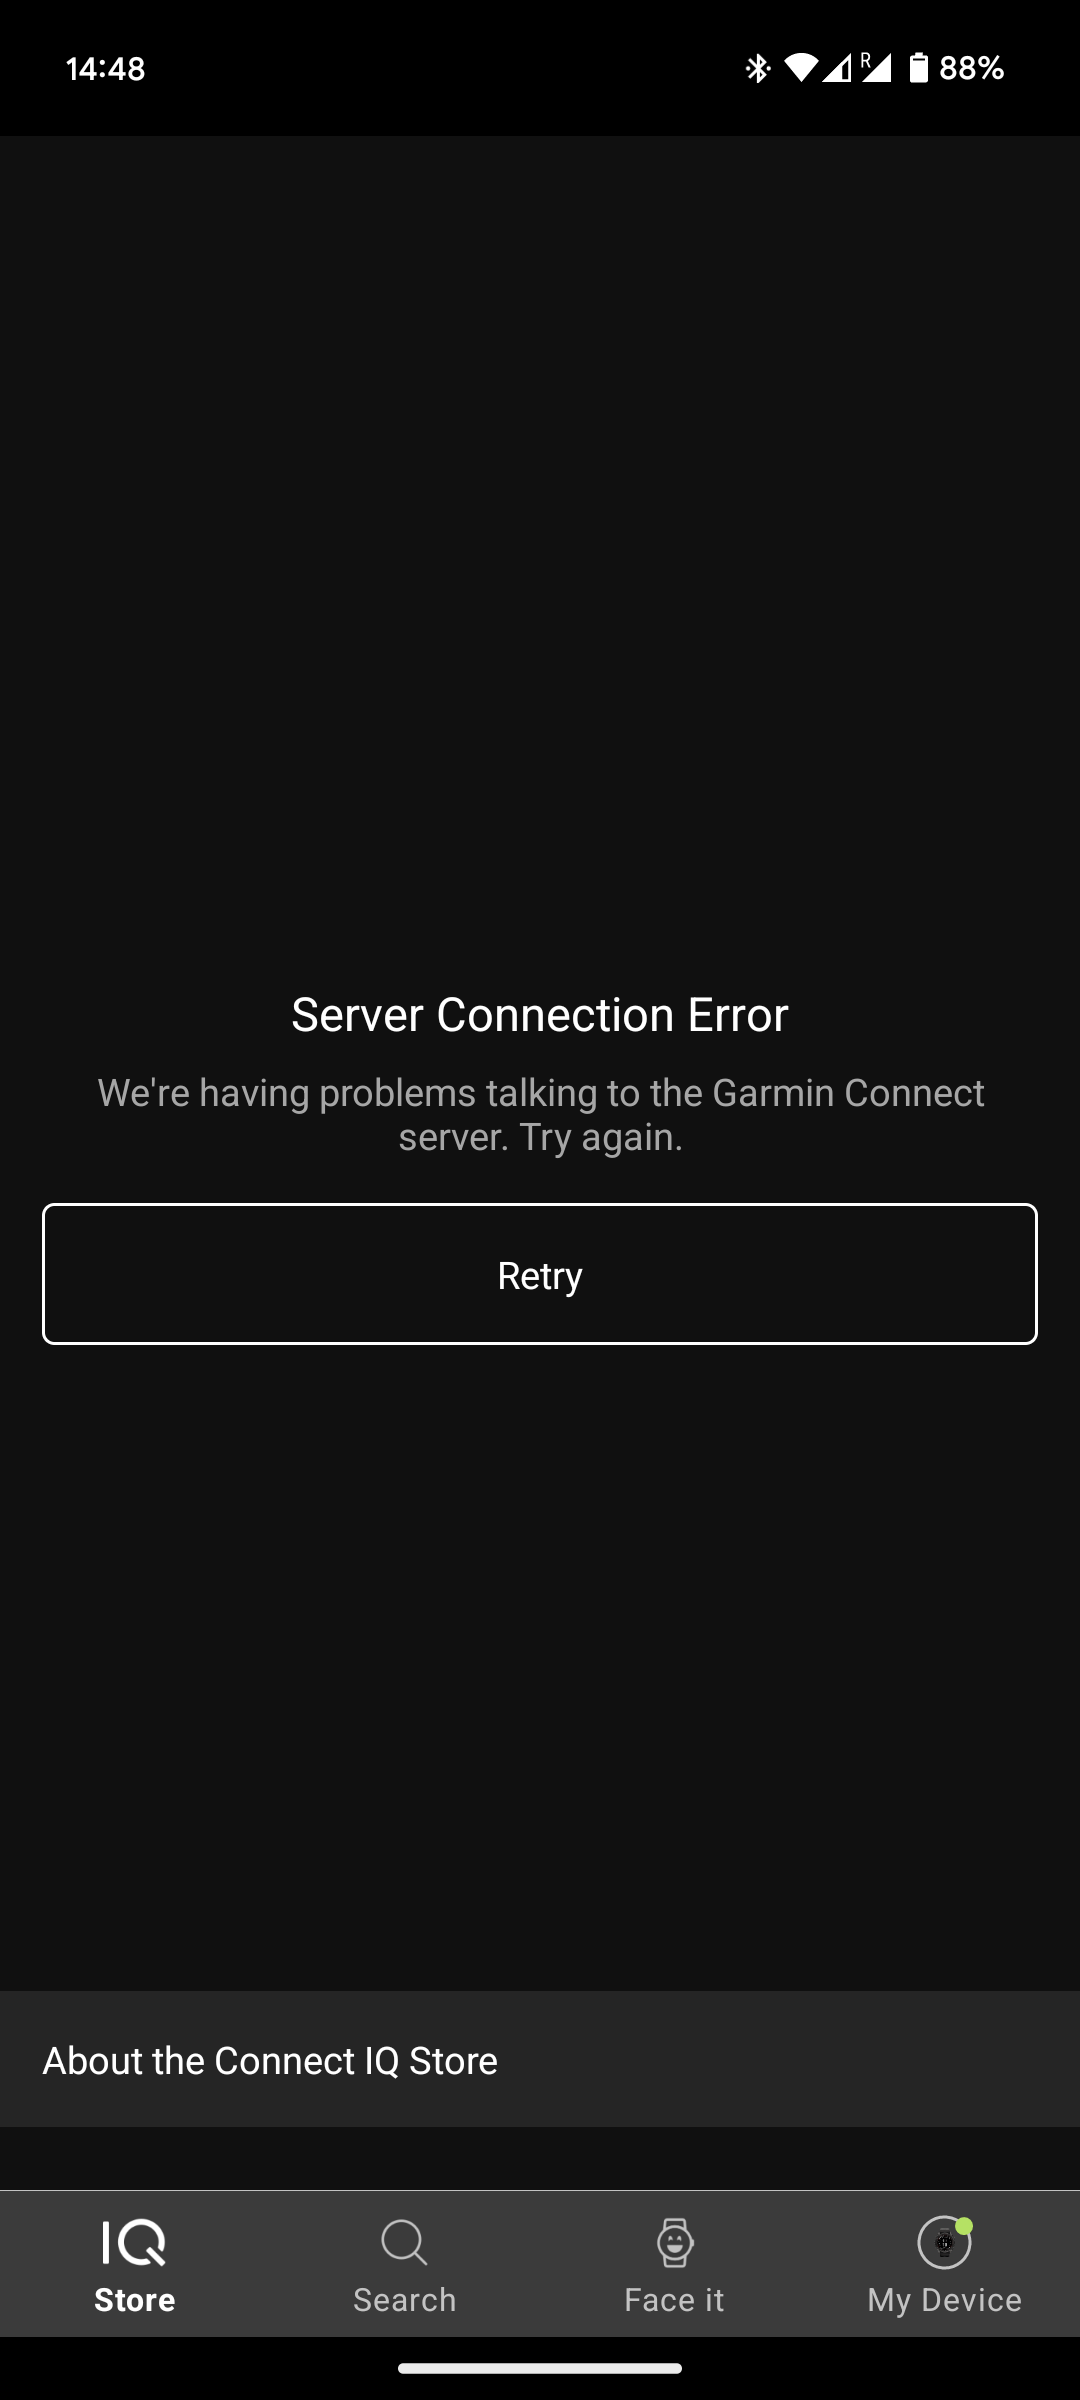 14:48
R
88%
Server Connection Error
We're having problems talking to the Garmin Connect
server. Try again.
Retry
About the Connect IQ Store
IQ
Store
Search
Face it
My Device